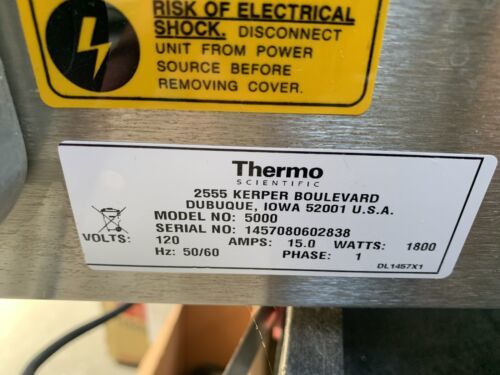 RISK OF ELECTRICAL
SHOCK. DISCONNECT
UNIT FROM POWER
SOURCE BEFORE
REMOVING COVER.
Thermo
SCIENTIFIC
2555 KERPER BOULEVARD
DUBUQUE, IOWA 52001 U.S.A.
MODEL NO: 5000
SERIAL NO: 1457080602838
VOLTS: 120 AMPS: 15.0 WATTS: 1800
Hz: 50/60 PHASE: 1
DL1457X1